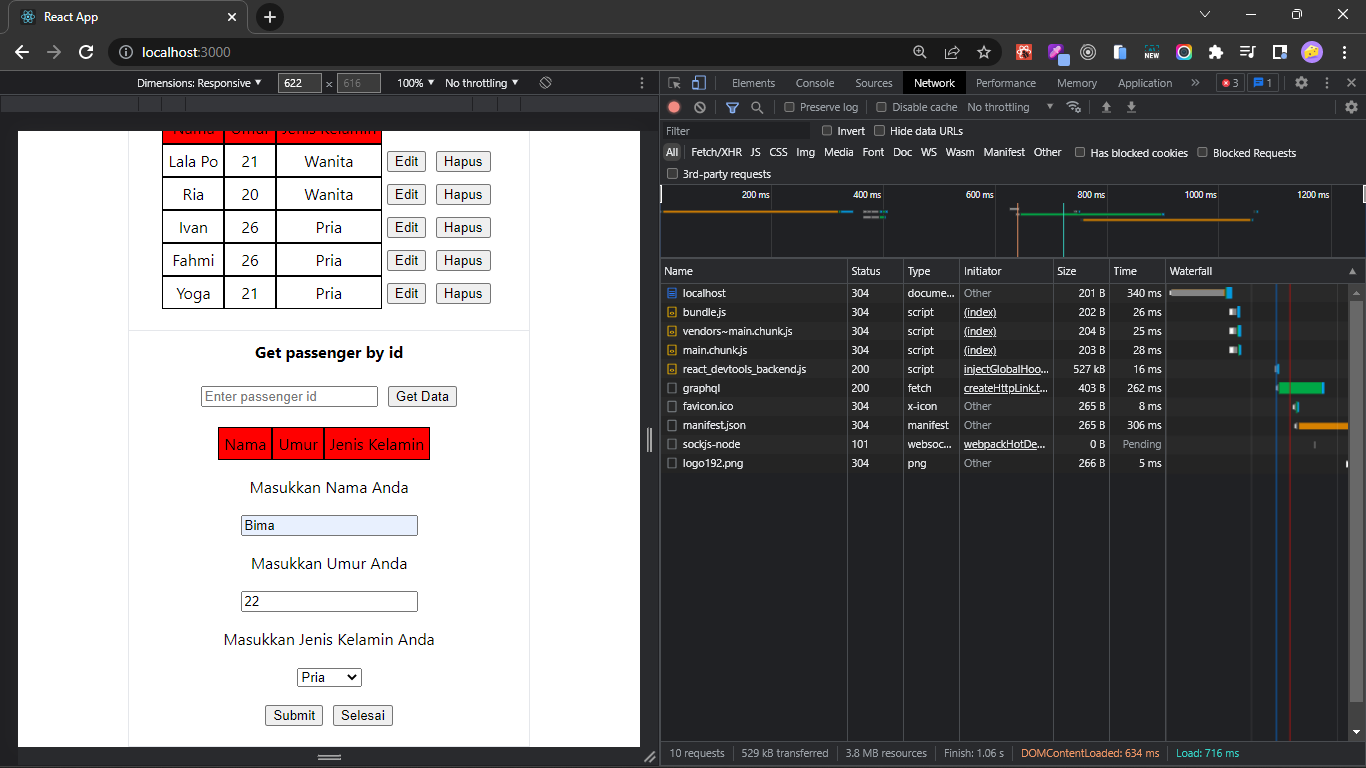 React App
localhost:3000
Dimensions: Responsive 622 × 616 100% No throttling
Elements Console Sources Network Performance Memory Application » 3 1
Preserve log Disable cache No throttling
Filter Invert Hide data URLs
All Fetch/XHR JS CSS Img Media Font Doc WS Wasm Manifest Other Has blocked cookies Blocked Requests
3rd-party requests
200 ms 400 ms 600 ms 800 ms 1000 ms 1200 ms
Name Status Type Initiator Size Time Waterfall
localhost 304 docume... Other 201 B 340 ms
bundle.js 304 script (index) 202 B 26 ms
vendors~main.chunk.js 304 script (index) 204 B 25 ms
main.chunk.js 304 script (index) 203 B 28 ms
react_devtools_backend.js 200 script injectGlobalHoo... 527 kB 16 ms
graphql 200 fetch createHttpLink.t... 403 B 262 ms
favicon.ico 304 x-icon Other 265 B 8 ms
manifest.json 304 manifest Other 265 B 306 ms
sockjs-node 101 websoc... webpackHotDe... 0 B Pending
logo192.png 304 png Other 266 B 5 ms
10 requests 529 kB transferred 3.8 MB resources Finish: 1.06 s DOMContentLoaded: 634 ms Load: 716 ms
Nama Umur Jenis Kelamin
Lala Po 21 Wanita Edit Hapus
Ria 20 Wanita Edit Hapus
Ivan 26 Pria Edit Hapus
Fahmi 26 Pria Edit Hapus
Yoga 21 Pria Edit Hapus
Get passenger by id
Enter passenger id Get Data
Nama Umur Jenis Kelamin
Masukkan Nama Anda
Bima
Masukkan Umur Anda
22
Masukkan Jenis Kelamin Anda
Pria
Submit Selesai